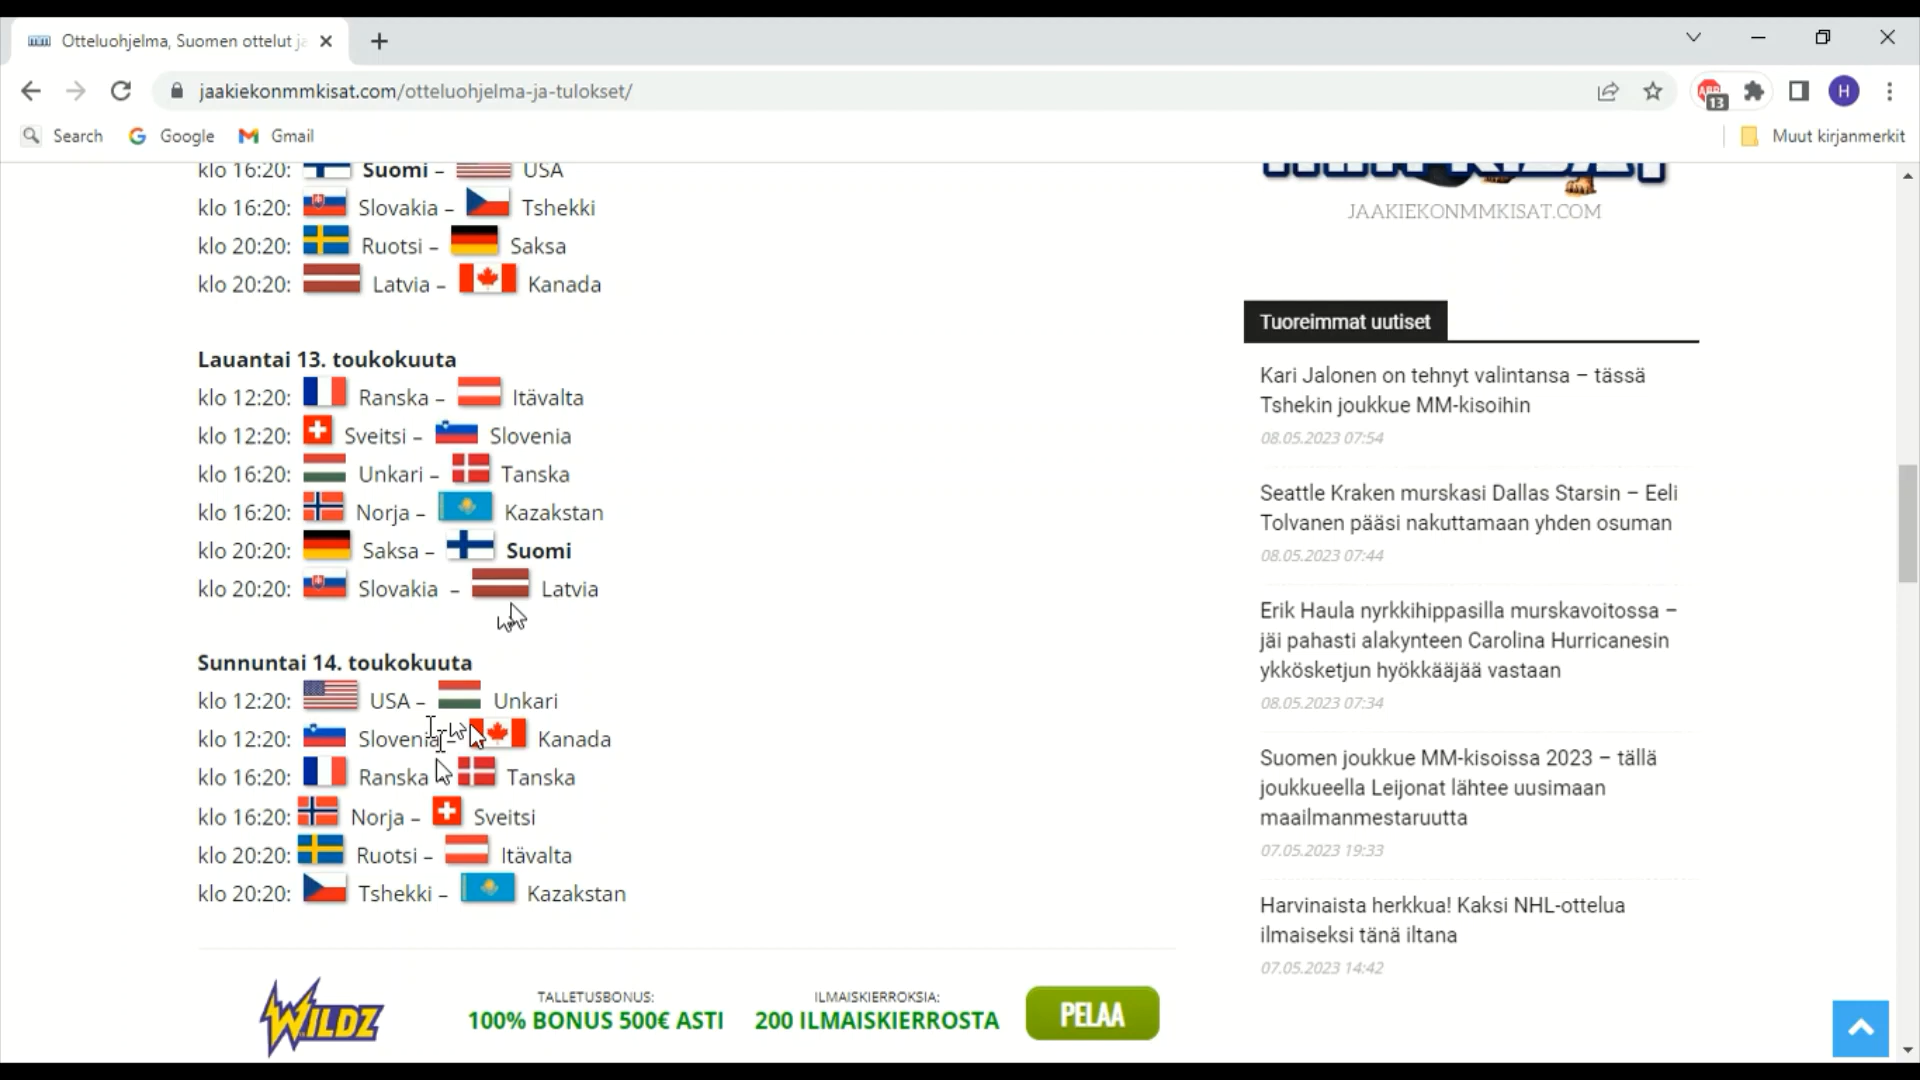 Otteluohjelma, Suomen ottelut ja
jaakiekonmmkisat.com/otteluohjelma-ja-tulokset/
13
H
Search
Google
Gmail
Muut kirjanmerkit
klo 16:20: Suomi – USA
klo 16:20: Slovakia – Tshekki
klo 20:20: Ruotsi – Saksa
klo 20:20: Latvia – Kanada
Lauantai 13. toukokuuta
klo 12:20: Ranska – Itävalta
klo 12:20: Sveitsi – Slovenia
klo 16:20: Unkari – Tanska
klo 16:20: Norja – Kazakstan
klo 20:20: Saksa – Suomi
klo 20:20: Slovakia – Latvia
Sunnuntai 14. toukokuuta
klo 12:20: USA – Unkari
klo 12:20: Slovenia – Kanada
klo 16:20: Ranska Tanska
klo 16:20: Norja – Sveitsi
klo 20:20: Ruotsi – Itävalta
klo 20:20: Tshekki – Kazakstan
WILDZ
TALLETUSBONUS:
100% BONUS 500€ ASTI
ILMAISKIERROKSIA:
200 ILMAISKIERROSTA
PELAA
JAAKIEKONMMKISAT.COM
Tuoreimmat uutiset
Kari Jalonen on tehnyt valintansa – tässä
Tshekin joukkue MM-kisoihin
08.05.2023 07:54
Seattle Kraken murskasi Dallas Starsin – Eeli
Tolvanen pääsi nakuttamaan yhden osuman
08.05.2023 07:44
Erik Haula nyrkkihippasilla murskavoitossa –
jäi pahasti alakynteen Carolina Hurricanesin
ykkösketjun hyökkääjää vastaan
08.05.2023 07:34
Suomen joukkue MM-kisoissa 2023 – tällä
joukkueella Leijonat lähtee uusimaan
maailmanmestaruutta
07.05.2023 19:33
Harvinaista herkkua! Kaksi NHL-ottelua
ilmaiseksi tänä iltana
07.05.2023 14:42